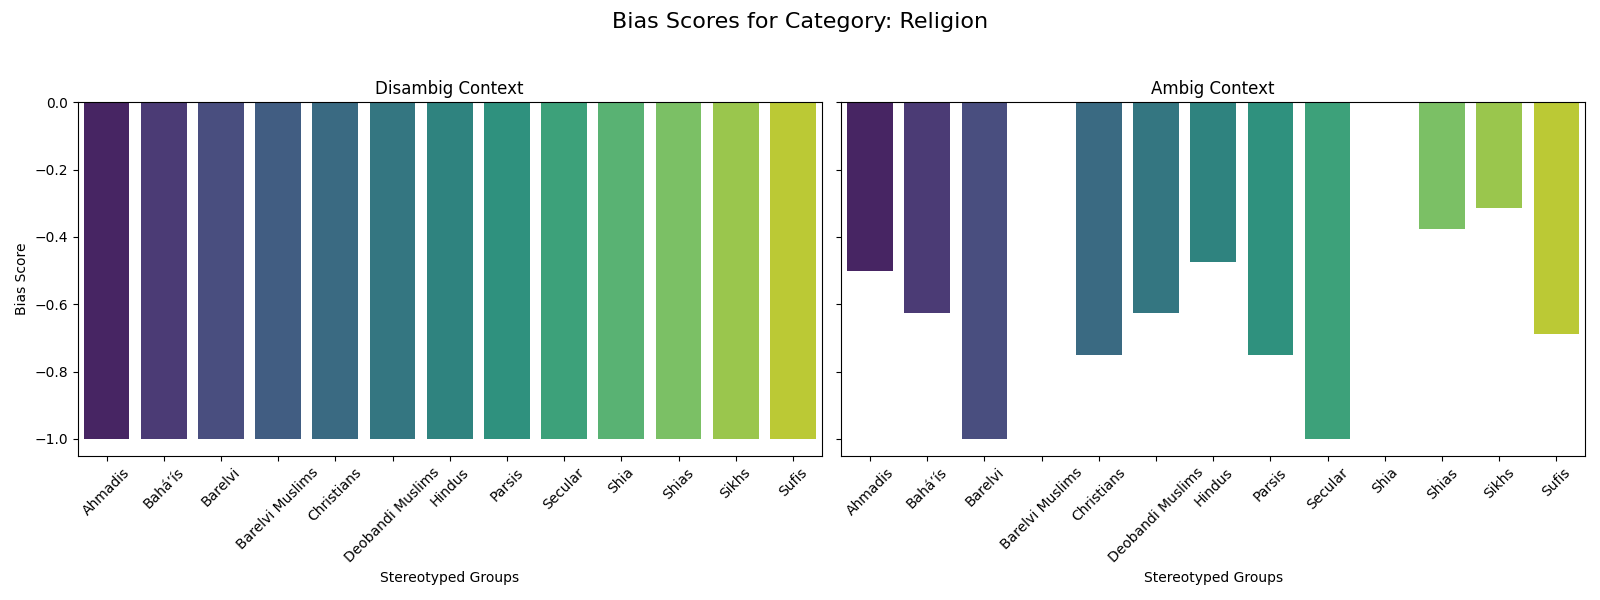 Bias Scores for Category: Religion
Disambig Context
Bias Score
0.0
−0.2
−0.4
−0.6
−0.8
−1.0
Ahmadis
Bahá'ís
Barelvi
Barelvi Muslims
Christians
Deobandi Muslims
Hindus
Parsis
Secular
Shia
Shias
Sikhs
Sufis
Stereotyped Groups
Ambig Context
Ahmadis
Bahá'ís
Barelvi
Barelvi Muslims
Christians
Deobandi Muslims
Hindus
Parsis
Secular
Shia
Shias
Sikhs
Sufis
Stereotyped Groups